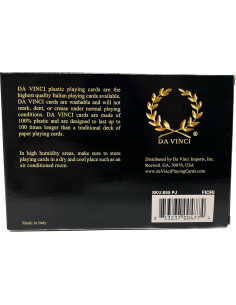 DA VINCI plastic playing cards are the
highest quality Italian playing cards available.
DA VINCI cards are washable and will not
mark, dent, or crease under normal playing
conditions. DA VINCI cards are made of
100% plastic and are designed to last up to
100 times longer than a traditional deck of
paper playing cards.
In high humidity areas, make sure to store
playing cards in a dry and cool place such as an
air conditioned room.
Made in Italy
DA VINCI ®
Distributed by Da Vinci Imports, Inc.
Roswell, GA, 30076, USA
www.daVinciPlayingCards.com
FIORI